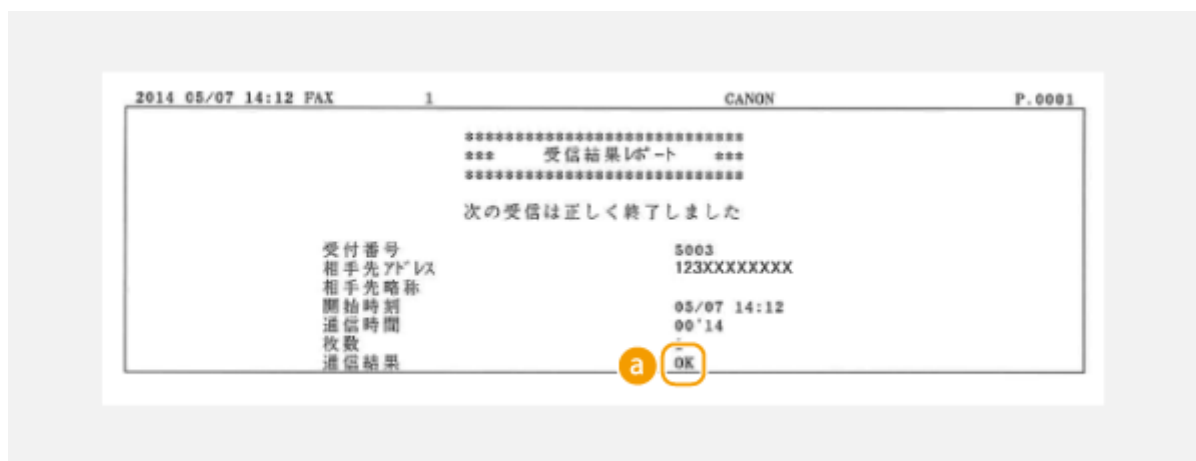 2014 05/07 14:12 FAX 1 CANON P.0001
***************************
*** 受信結果ﾚﾎﾟｰﾄ ***
***************************
次の受信は正しく終了しました
受付番号 5003
相手先ｱﾄﾞﾚｽ 123XXXXXXXX
相手先略称
開始時刻 05/07 14:12
通信時間 00'14
枚数
通信結果 a OK